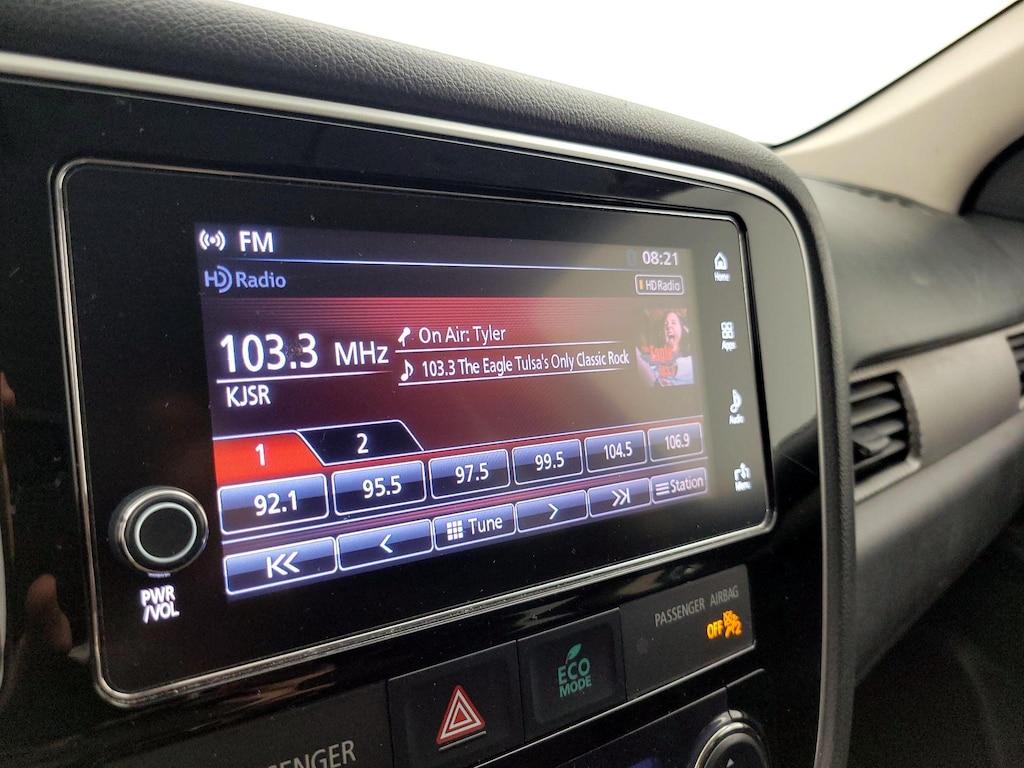 FM
08:21
HD Radio
HD Radio
103.3 MHz
KJSR
On Air: Tyler
103.3 The Eagle Tulsa's Only Classic Rock
1
2
92.1
95.5
97.5
99.5
104.5
106.9
Tune
Station
Home
Apps
Audio
Menu
PWR
/VOL
ECO
MODE
PASSENGER AIRBAG
OFF
2
SENGER